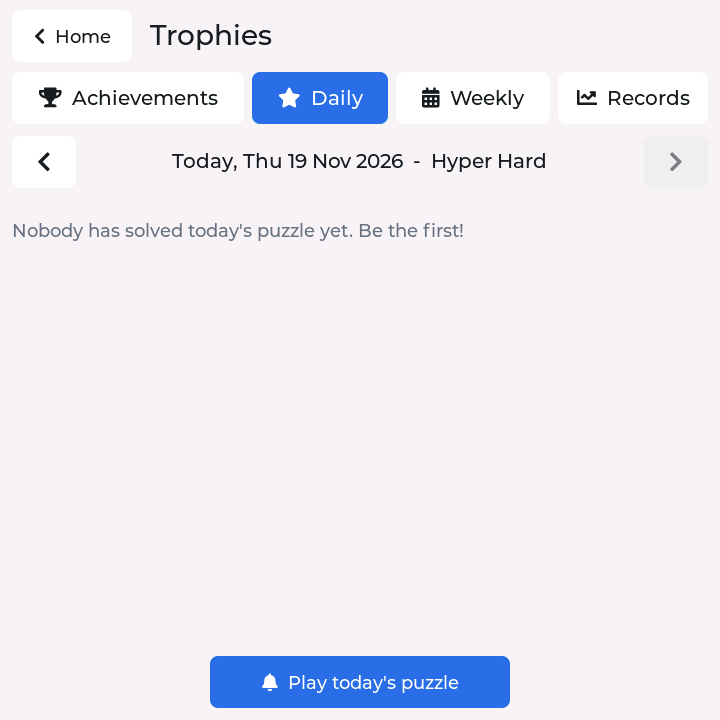 Home
Trophies
Achievements
Daily
Weekly
Records
Today, Thu 19 Nov 2026 - Hyper Hard
Nobody has solved today's puzzle yet. Be the first!
Play today's puzzle